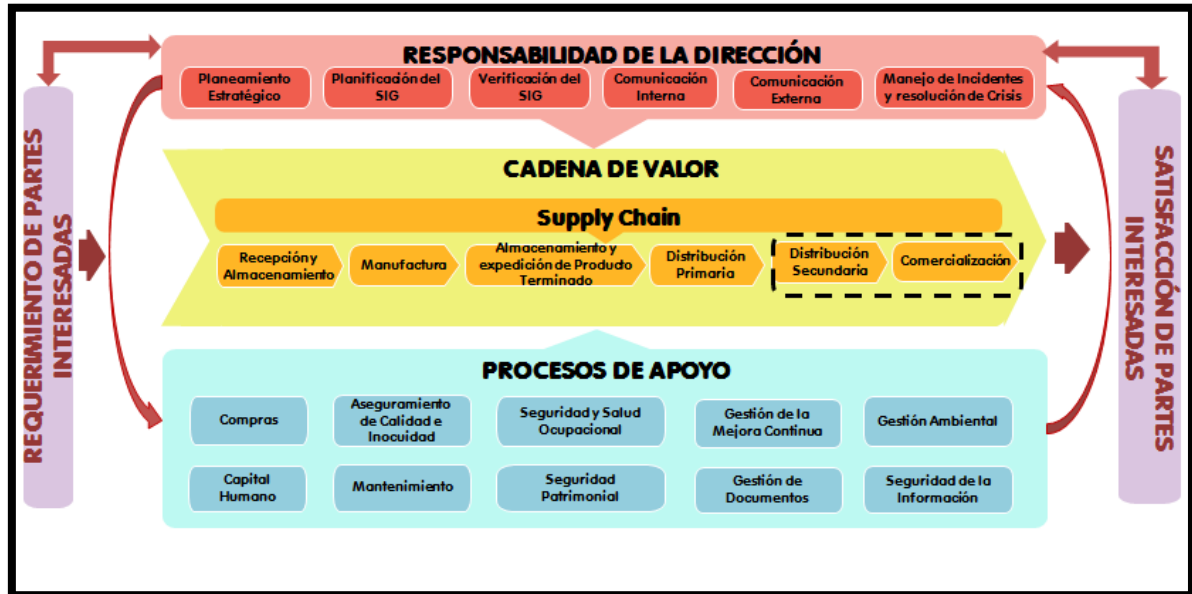 RESPONSABILIDAD DE LA DIRECCIÓN
Planeamiento
Estratégico
Planificación del
SIG
Verificación del
SIG
Comunicación
Interna
Comunicación
Externa
Manejo de Incidentes
y resolución de Crisis
REQUERIMIENTO DE PARTES
INTERESADAS
CADENA DE VALOR
Supply Chain
Recepción y
Almacenamiento
Manufactura
Almacenamiento y
expedición de Producto
Terminado
Distribución
Primaria
Distribución
Secundaria
Comercialización
SATISFACCIÓN DE PARTES
INTERESADAS
PROCESOS DE APOYO
Compras
Aseguramiento
de Calidad e
Inocuidad
Seguridad y Salud
Ocupacional
Gestión de la
Mejora Continua
Gestión Ambiental
Capital
Humano
Mantenimiento
Seguridad
Patrimonial
Gestión de
Documentos
Seguridad de la
Información